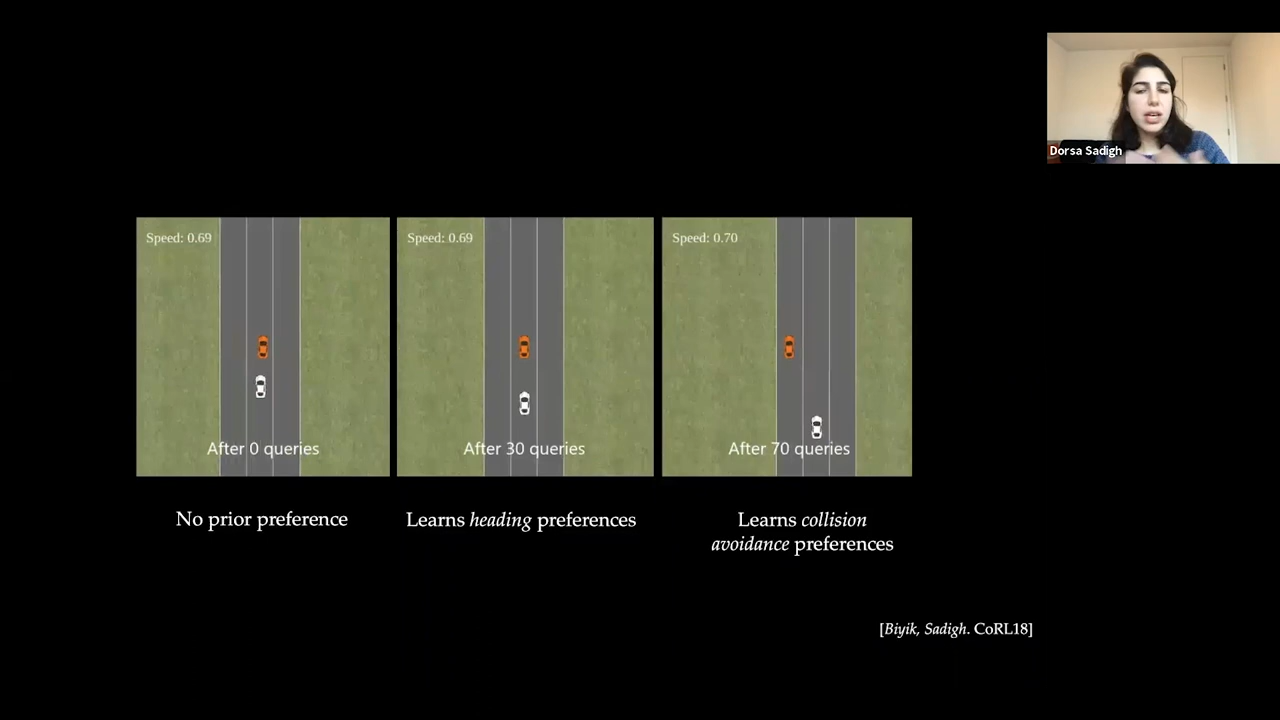 Dorsa Sadigh
Speed: 0.69
Speed: 0.69
Speed: 0.70
After 0 queries
After 30 queries
After 70 queries
No prior preference
Learns heading preferences
Learns collision
avoidance preferences
[Biyik, Sadigh. CoRL18]